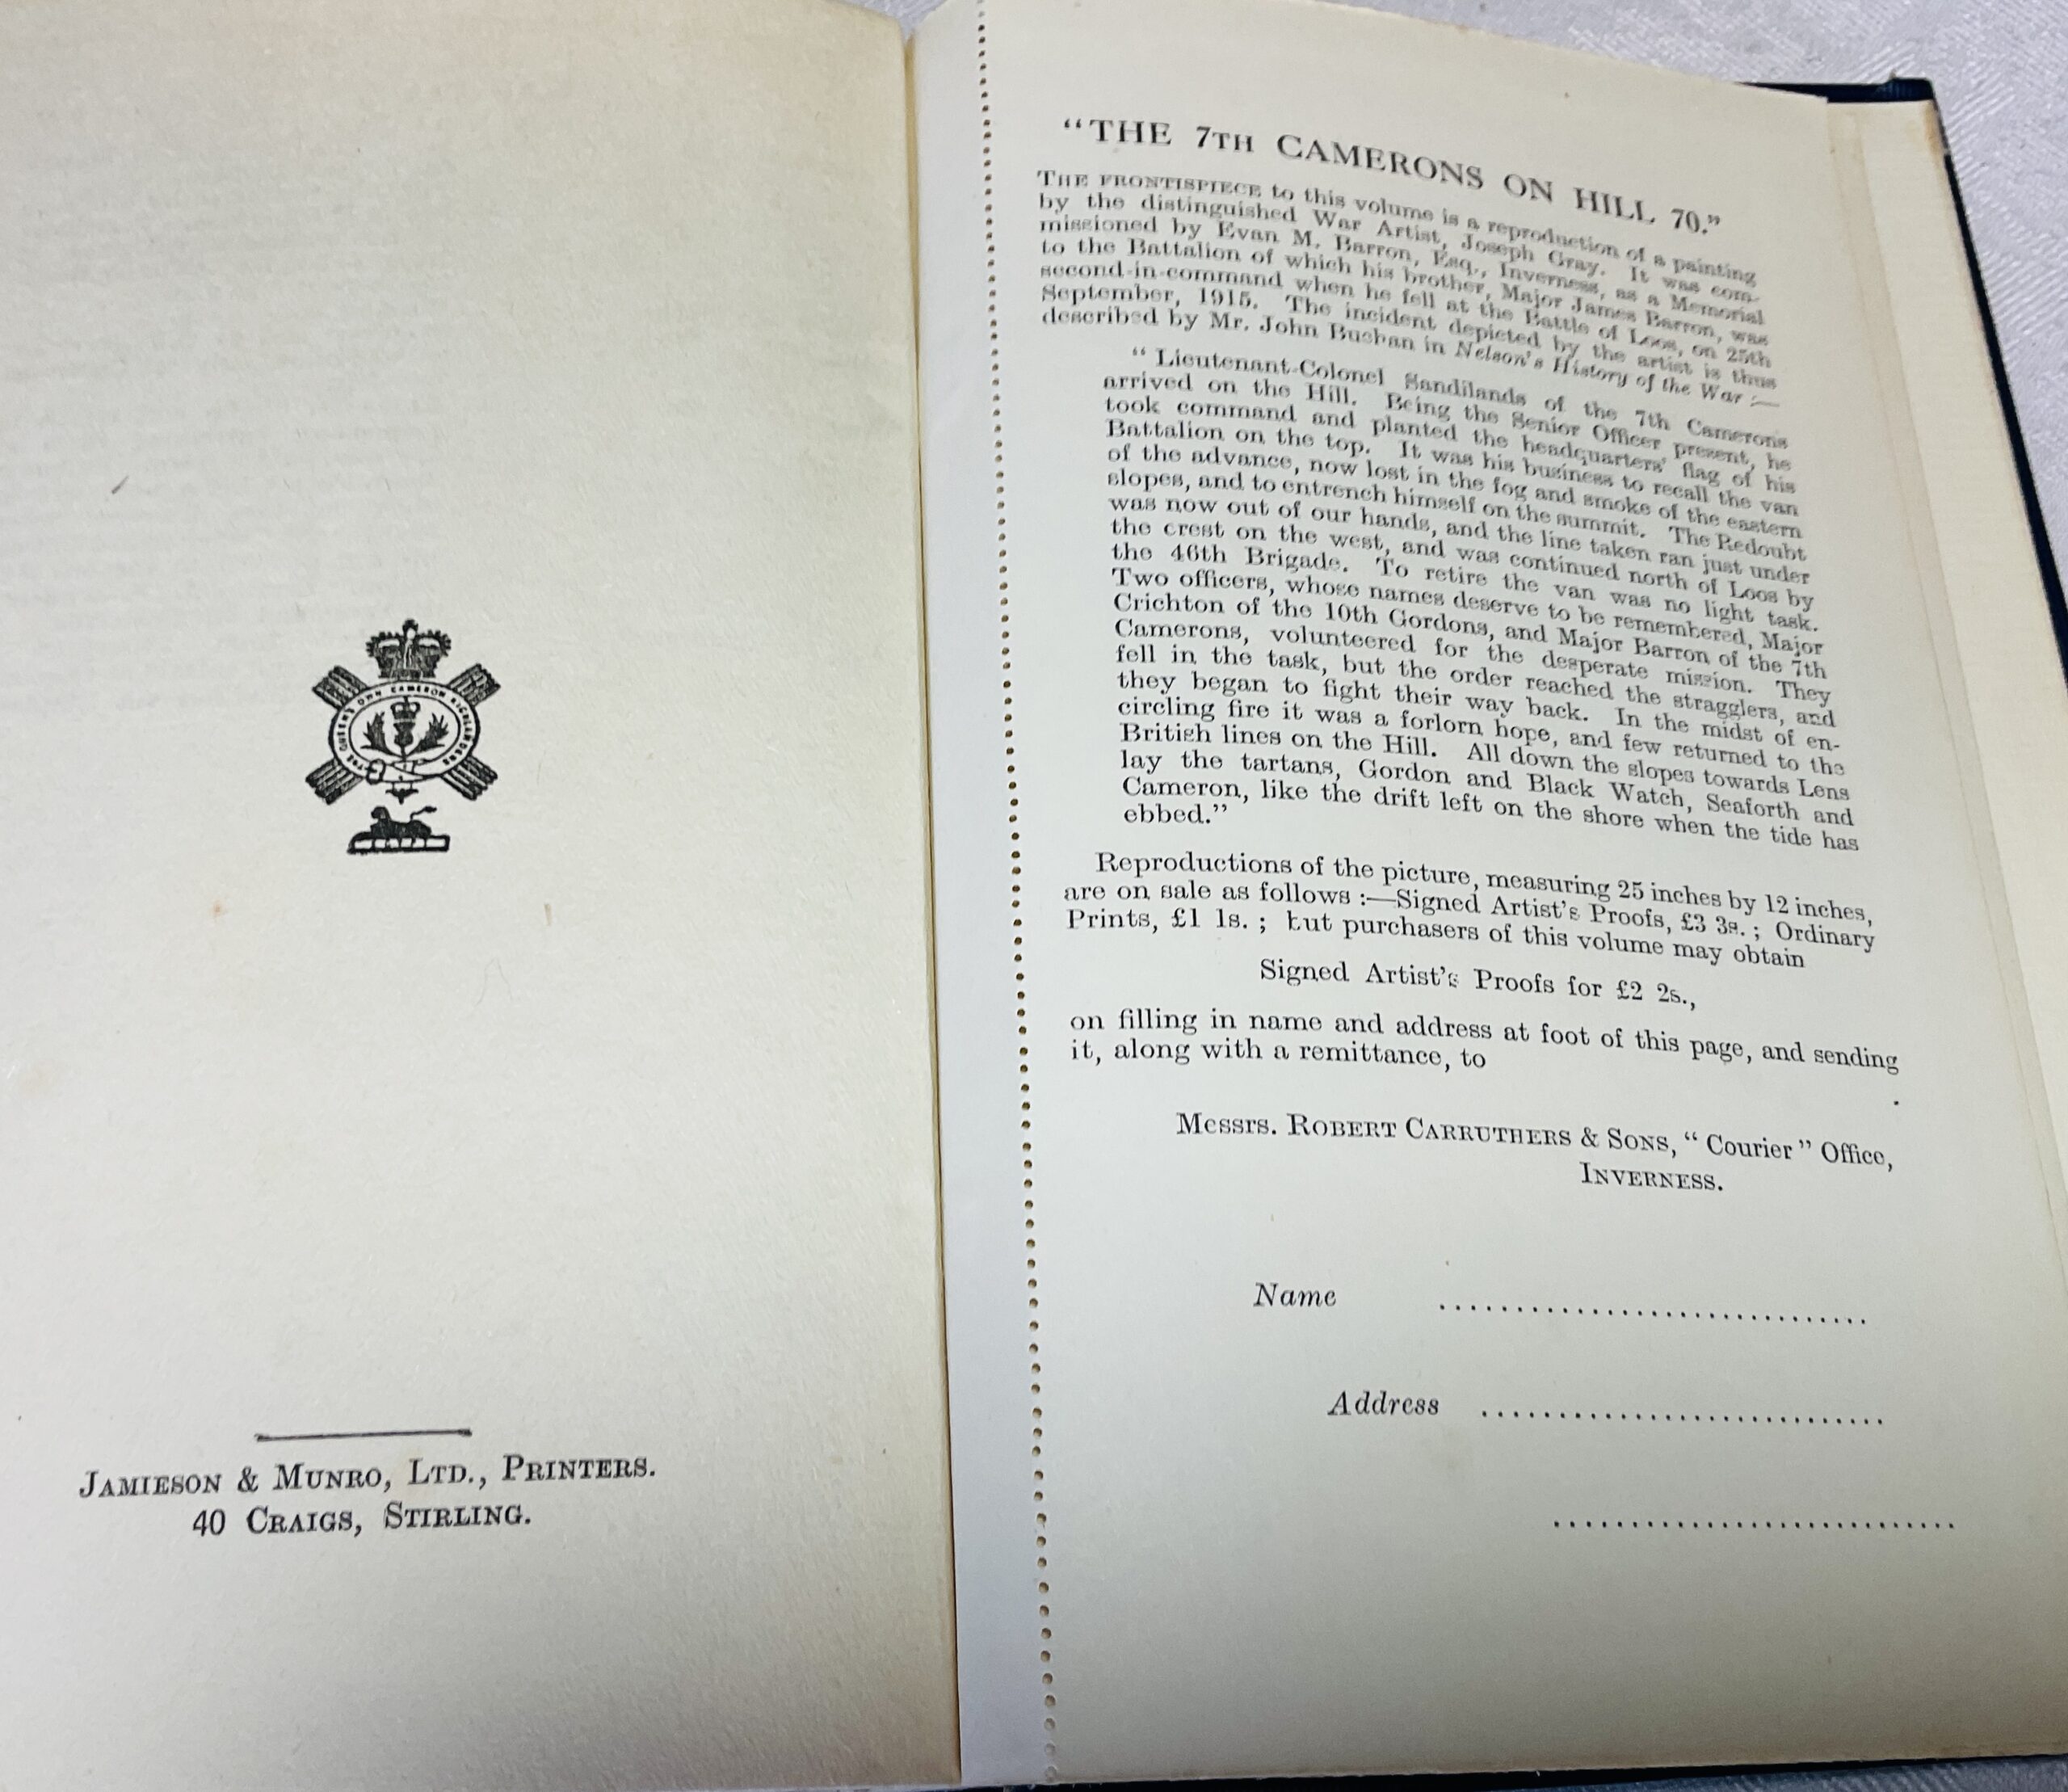 THE QUEEN'S OWN CAMERON HIGHLANDERS
JAMIESON & MUNRO, LTD., PRINTERS.
40 CRAIGS, STIRLING.
"THE 7TH CAMERONS ON HILL 70."
THE FRONTISPIECE to this volume is a reproduction of a painting
by the distinguished War Artist, Joseph Gray. It was com-
missioned by Evan M. Barron, Esq., Inverness, as a Memorial
to the Battalion of which his brother, Major James Barron, was
second-in-command when he fell at the Battle of Loos, on 25th
September, 1915. The incident depicted by the artist is thus
described by Mr. John Buchan in Nelson's History of the War :—
"Lieutenant-Colonel Sandilands of the 7th Camerons
arrived on the Hill. Being the Senior Officer present, he
took command and planted the headquarters' flag of his
Battalion on the top. It was his business to recall the van
of the advance, now lost in the fog and smoke of the eastern
slopes, and to entrench himself on the summit. The Redoubt
was now out of our hands, and the line taken ran just under
the crest on the west, and was continued north of Loos by
the 46th Brigade. To retire the van was no light task.
Two officers, whose names deserve to be remembered, Major
Crichton of the 10th Gordons, and Major Barron of the 7th
Camerons, volunteered for the desperate mission. They
fell in the task, but the order reached the stragglers, and
they began to fight their way back. In the midst of en-
circling fire it was a forlorn hope, and few returned to the
British lines on the Hill. All down the slopes towards Lens
lay the tartans, Gordon and Black Watch, Seaforth and
Cameron, like the drift left on the shore when the tide has
ebbed."
Reproductions of the picture, measuring 25 inches by 12 inches,
are on sale as follows :—Signed Artist's Proofs, £3 3s. ; Ordinary
Prints, £1 1s. ; but purchasers of this volume may obtain
Signed Artist's Proofs for £2 2s.,
on filling in name and address at foot of this page, and sending
it, along with a remittance, to
Messrs. ROBERT CARRUTHERS & SONS, "Courier" Office,
INVERNESS.
Name ............................
Address ............................
............................